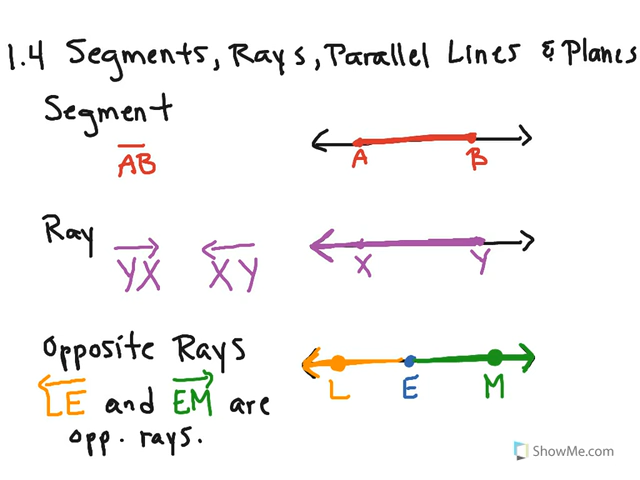 1.4 Segments, Rays, Parallel Lines & Planes
Segment
AB
A B
Ray
YX XY
X Y
Opposite Rays
LE and EM are
opp. rays.
L E M
ShowMe.com